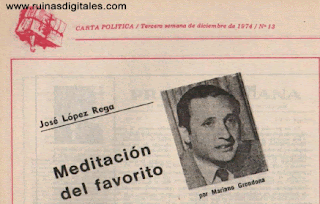 www.ruinasdigitales.com
CARTA POLITICA / Tercera semana de diciembre de 1974 / Nº 12
José López Rega
Meditación
del favorito
por Mariano Grondona